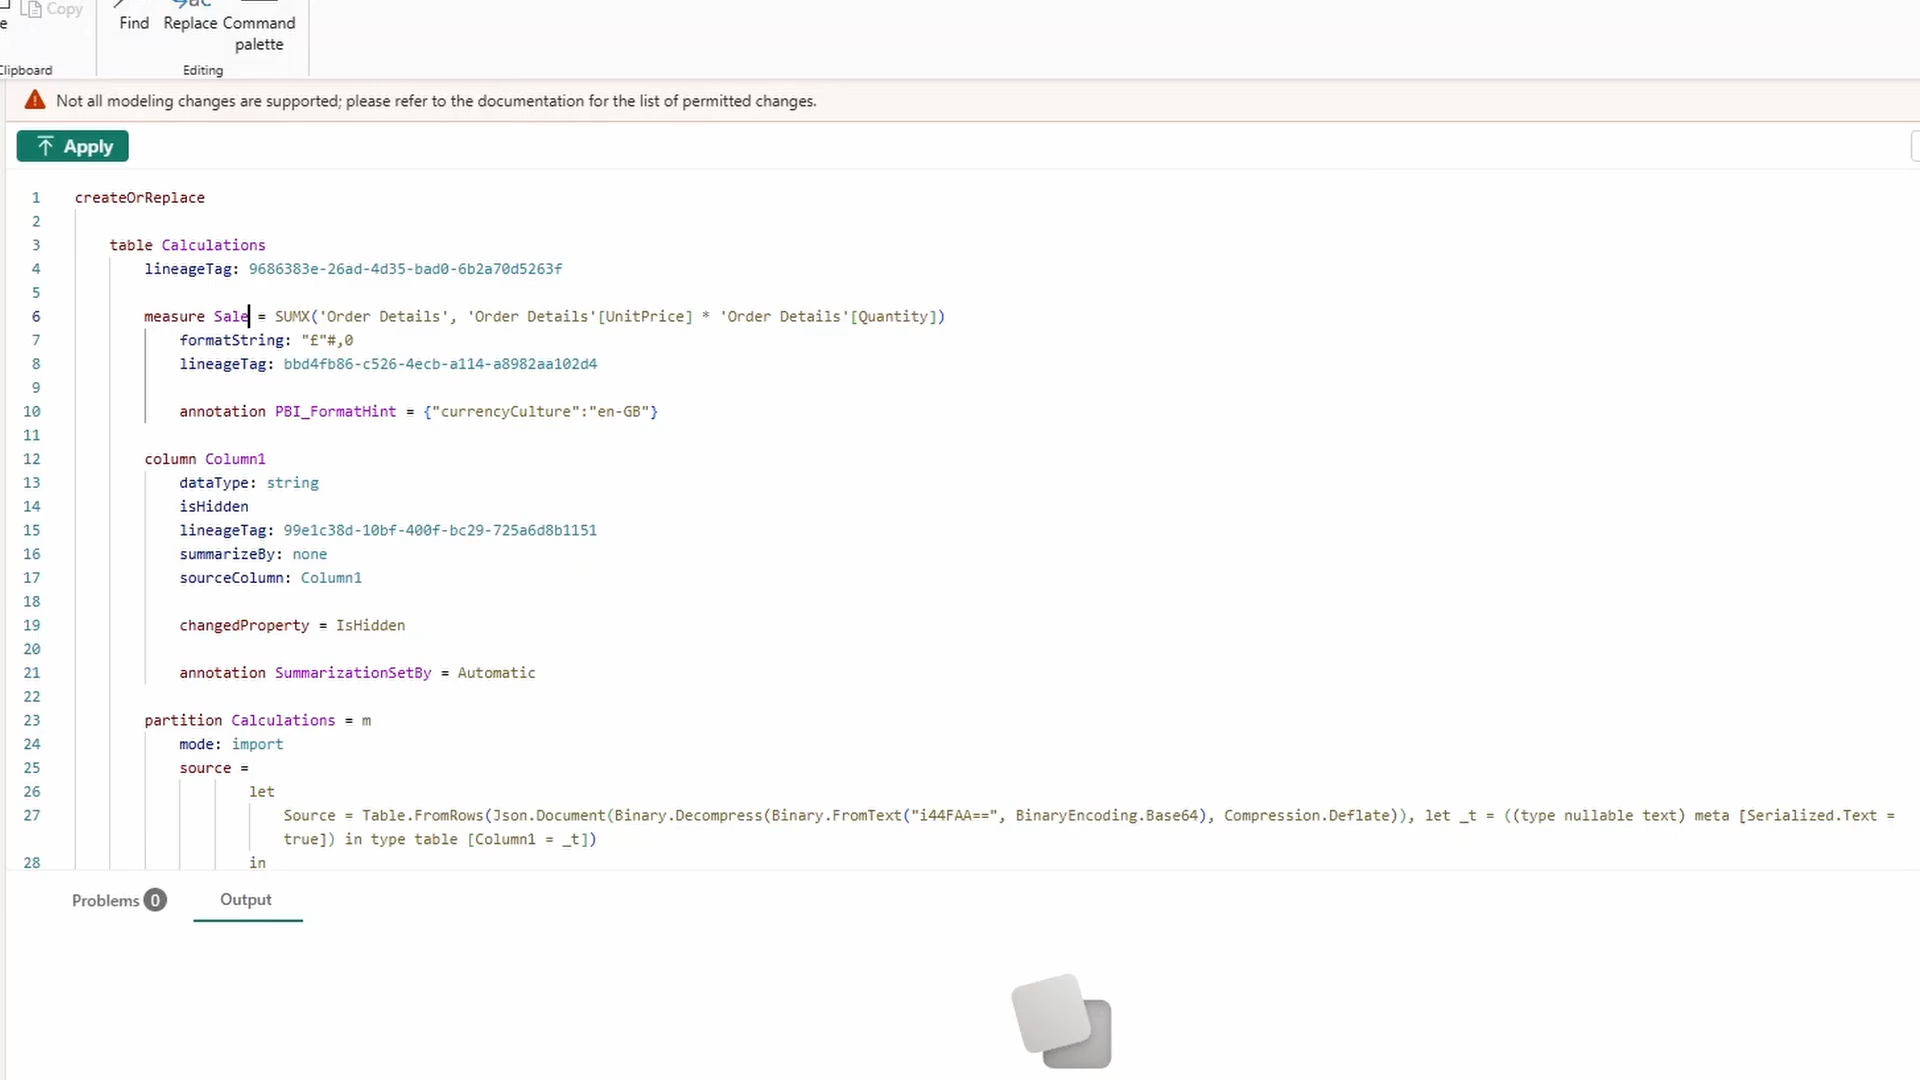 Copy
Find Replace Command palette
Clipboard
Editing
Not all modeling changes are supported; please refer to the documentation for the list of permitted changes.
Apply
1 createOrReplace
2
3 table Calculations
4 lineageTag: 9686383e-26ad-4d35-bad0-6b2a70d5263f
5
6 measure Sale = SUMX('Order Details', 'Order Details'[UnitPrice] * 'Order Details'[Quantity])
7 formatString: "£"#,0
8 lineageTag: bbd4fb86-c526-4ecb-a114-a8982aa102d4
9
10 annotation PBI_FormatHint = {"currencyCulture":"en-GB"}
11
12 column Column1
13 dataType: string
14 isHidden
15 lineageTag: 99e1c38d-10bf-400f-bc29-725a6d8b1151
16 summarizeBy: none
17 sourceColumn: Column1
18
19 changedProperty = IsHidden
20
21 annotation SummarizationSetBy = Automatic
22
23 partition Calculations = m
24 mode: import
25 source =
26 let
27 Source = Table.FromRows(Json.Document(Binary.Decompress(Binary.FromText("i44FAA==", BinaryEncoding.Base64), Compression.Deflate)), let _t = ((type nullable text) meta [Serialized.Text =
true]) in type table [Column1 = _t])
28 in
Problems 0 Output